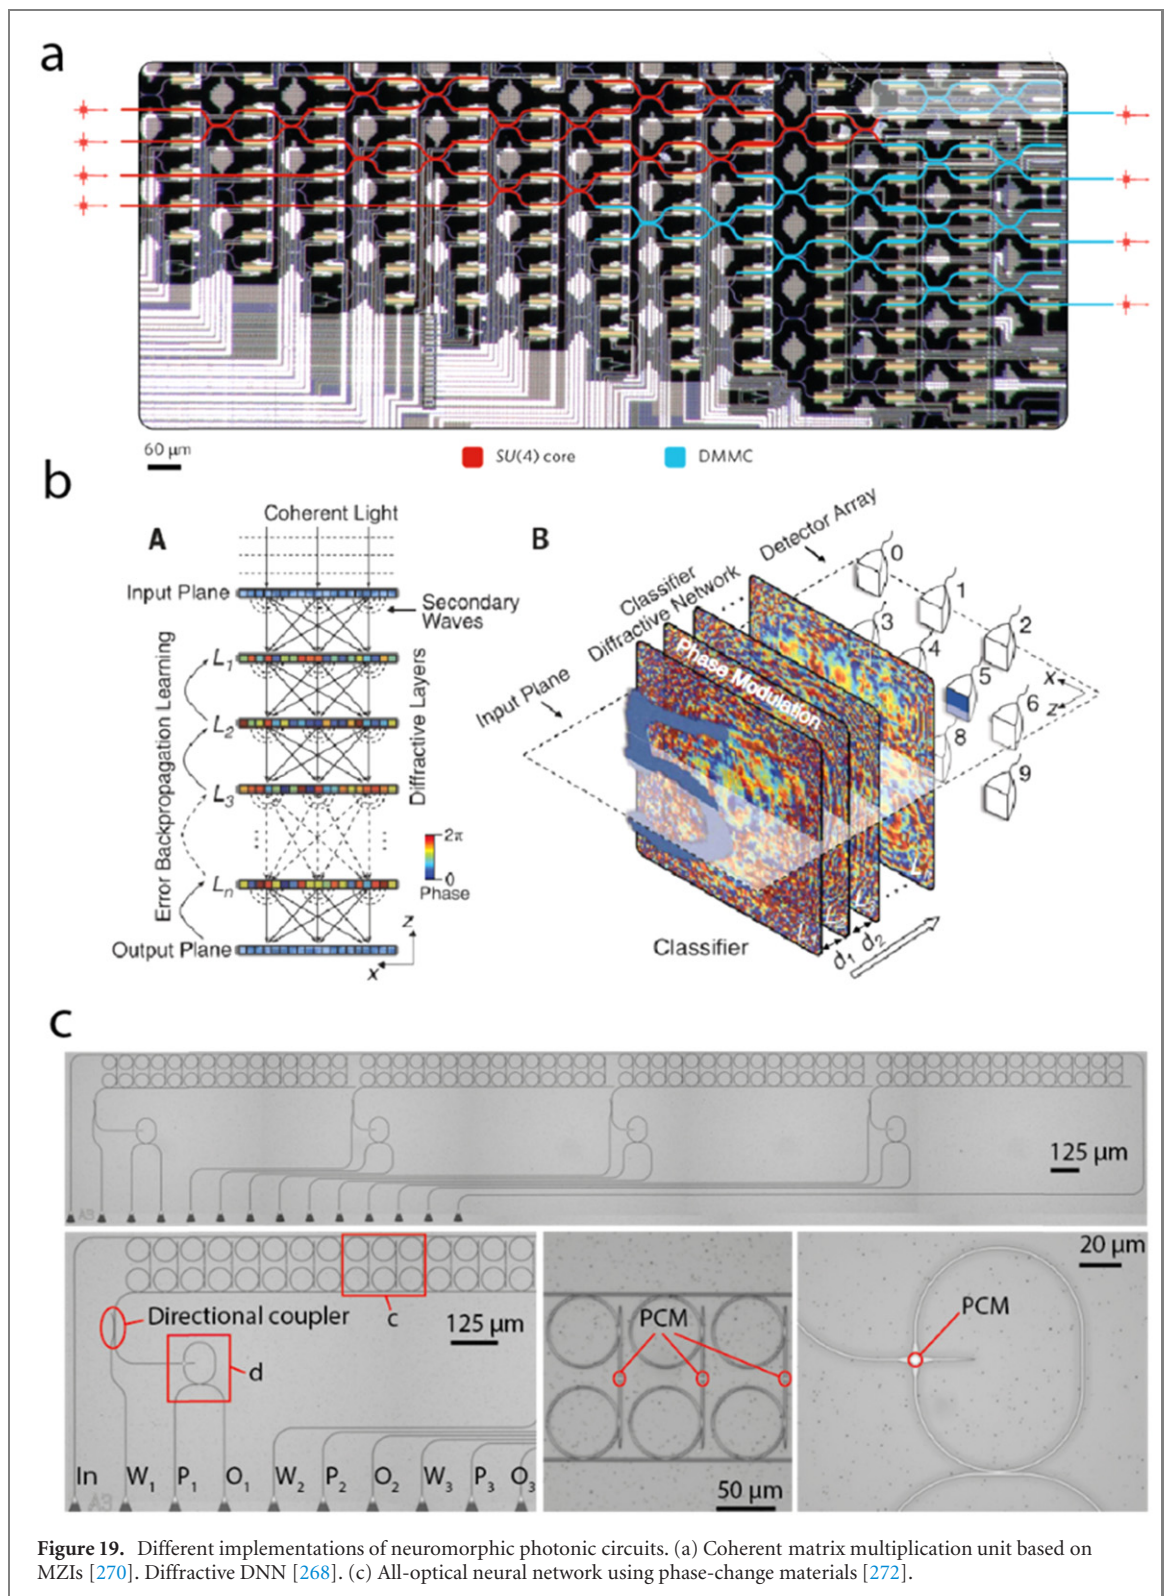 a
60 μm
SU(4) core
DMMC
b
A
Coherent Light
Input Plane
Secondary
Waves
L1
L2
L3
Ln
Error Backpropagation Learning
Diffractive Layers
2π
0
Phase
Output Plane
z
x
B
Detector Array
Classifier
Diffractive Network
Input Plane
Phase Modulation
0
1
2
3
4
5
6
8
9
x
z
L
L
L
L
d1
d2
Classifier
c
125 μm
A3
Directional coupler
c
125 μm
d
In
W1
P1
O1
W2
P2
O2
W3
P3
O3
A3
PCM
50 μm
20 μm
PCM
Figure 19. Different implementations of neuromorphic photonic circuits. (a) Coherent matrix multiplication unit based on
MZIs [270]. Diffractive DNN [268]. (c) All-optical neural network using phase-change materials [272].